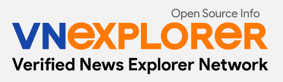 Open Source Info
VNEXPLORER
Verified News Explorer Network